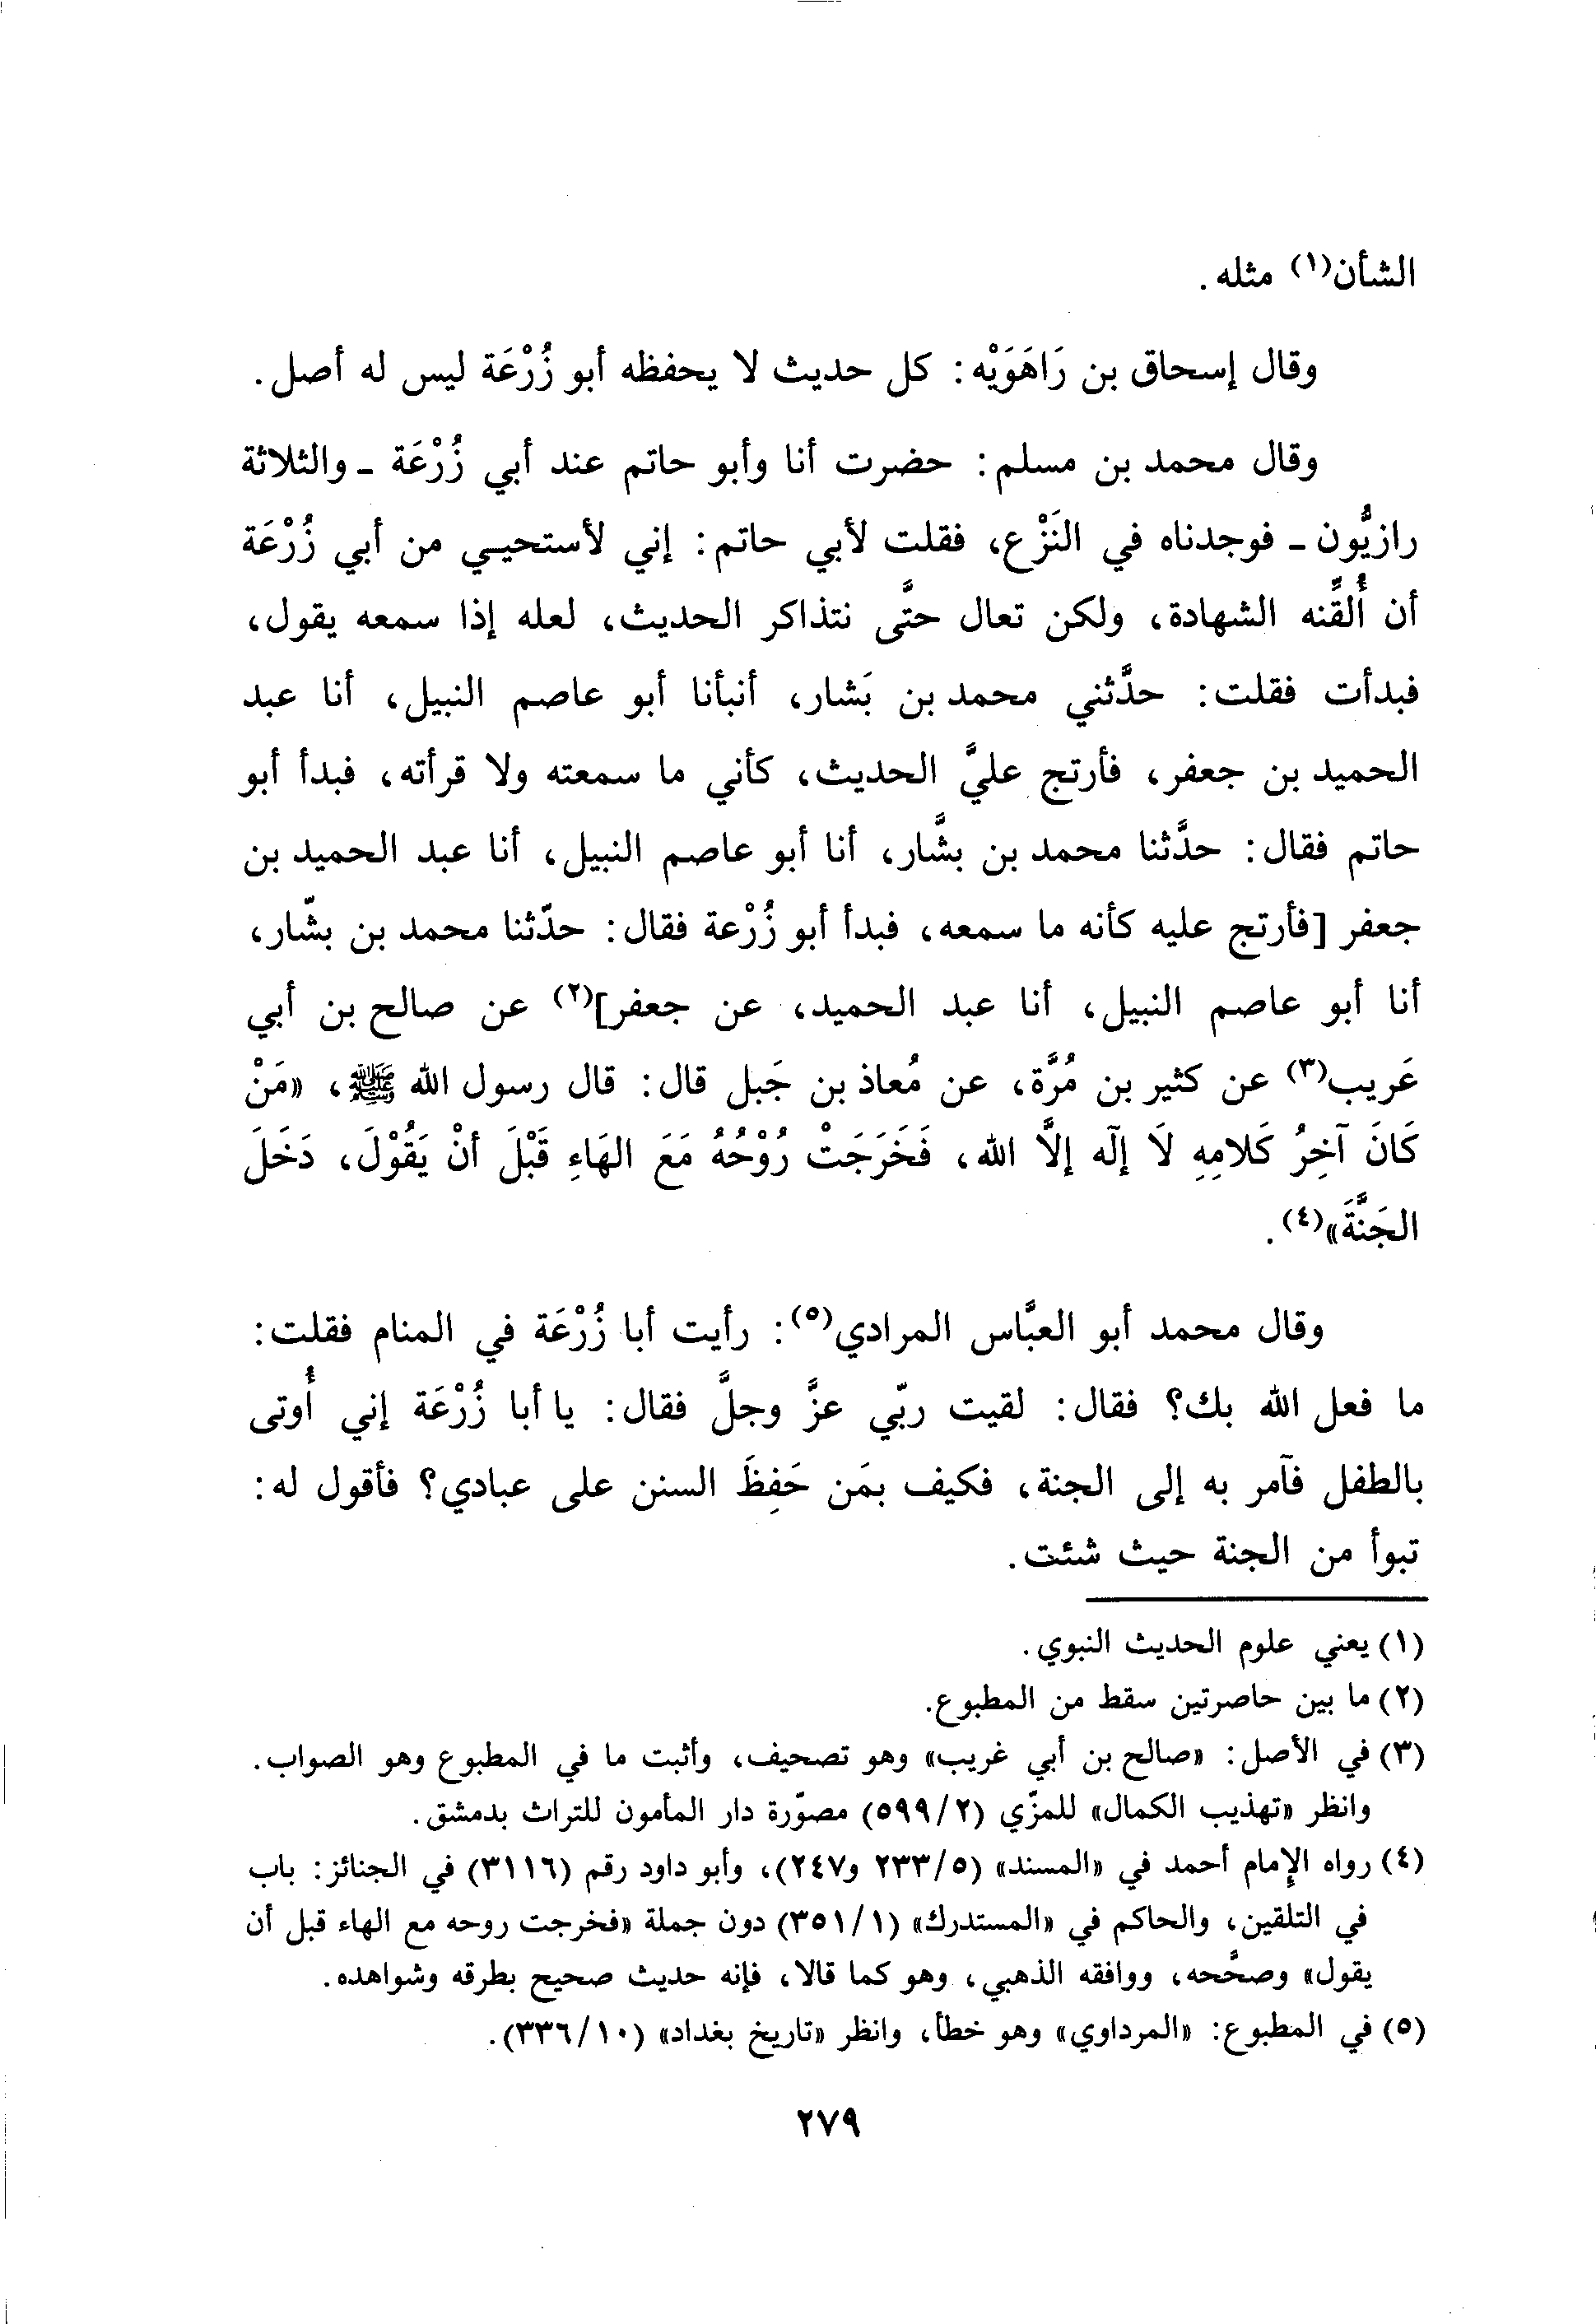 الشأن(١) مثله.
وقال إسحاق بن رَاهَوَيْه: كل حديث لا يحفظه أبو زُرْعَة ليس له أصل.
وقال محمد بن مسلم: حضرت أنا وأبو حاتم عند أبي زُرْعَة - والثلاثة
رازيُّون - فوجدناه في النَزْع، فقلت لأبي حاتم: إني لأستحيـي من أبي زُرْعَة
أن أُلقِّنه الشهادة، ولكن تعال حتَّى نتذاكر الحديث، لعله إذا سمعه يقول،
فبدأت فقلت: حدَّثني محمد بن بَشار، أنبأنا أبو عاصم النبيل، أنا عبد
الحميد بن جعفر، فأرتج عليَّ الحديث، كأني ما سمعته ولا قرأته، فبدأ أبو
حاتم فقال: حدَّثنا محمد بن بشَّار، أنا أبو عاصم النبيل، أنا عبد الحميد بن
جعفر [فأرتج عليه كأنه ما سمعه، فبدأ أبو زُرْعة فقال: حدّثنا محمد بن بشّار،
أنا أبو عاصم النبيل، أنا عبد الحميد، عن جعفر](٢) عن صالح بن أبي
عَريب(٣) عن كثير بن مُرَّة، عن مُعاذ بن جَبل قال: قال رسول الله ﷺ، «مَنْ
كَانَ آخِرُ كَلامِهِ لَا إلٓه إلاَّ الله، فَخَرَجَتْ رُوْحُهُ مَعَ الهَاءِ قَبْلَ أنْ يَقُوْلَ، دَخَلَ
الجَنَّةَ»(٤).
وقال محمد أبو العبَّاس المرادي(٥): رأيت أبا زُرْعَة في المنام فقلت:
ما فعل الله بك؟ فقال: لقيت ربّي عزَّ وجلَّ فقال: يا أبا زُرْعَة إني أُوتى
بالطفل فآمر به إلى الجنة، فكيف بمَن حَفِظَ السنن على عبادي؟ فأقول له:
تبوأ من الجنة حيث شئت.
(١) يعني علوم الحديث النبوي.
(٢) ما بين حاصرتين سقط من المطبوع.
(٣) في الأصل: «صالح بن أبي غريب» وهو تصحيف، وأثبت ما في المطبوع وهو الصواب.
وانظر «تهذيب الكمال» للمزّي (٥٩٩/٢) مصوّرة دار المأمون للتراث بدمشق.
(٤) رواه الإمام أحمد في «المسند» (٢٣٣/٥ و٢٤٧)، وأبو داود رقم (٣١١٦) في الجنائز: باب
في التلقين، والحاكم في «المستدرك» (٣٥١/١) دون جملة «فخرجت روحه مع الهاء قبل أن
يقول» وصحَّحه، ووافقه الذهبي، وهو كما قالا، فإنه حديث صحيح بطرقه وشواهده.
(٥) في المطبوع: «المرداوي» وهو خطأ، وانظر «تاريخ بغداد» (٣٣٦/١٠).
٢٧٩